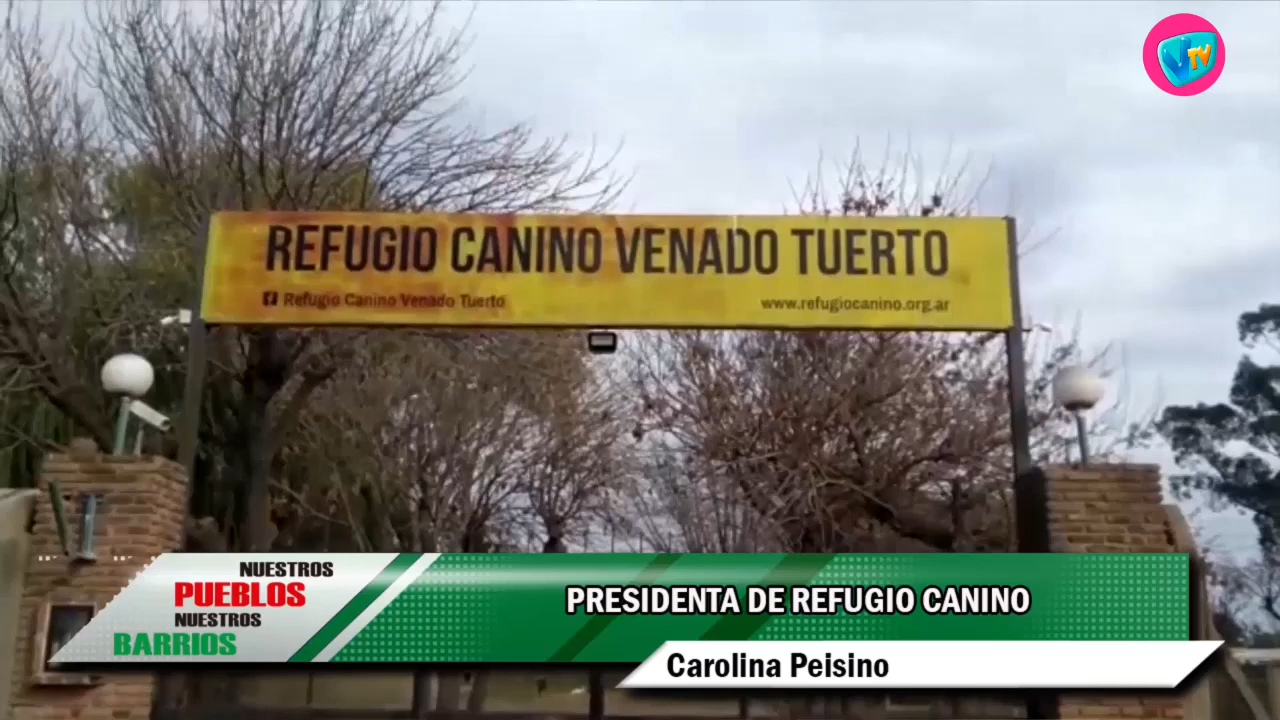 VTV
REFUGIO CANINO VENADO TUERTO
Refugio Canino Venado Tuerto
www.refugiocanino.org.ar
NUESTROS
PUEBLOS
NUESTROS
BARRIOS
PRESIDENTA DE REFUGIO CANINO
Carolina Peisino